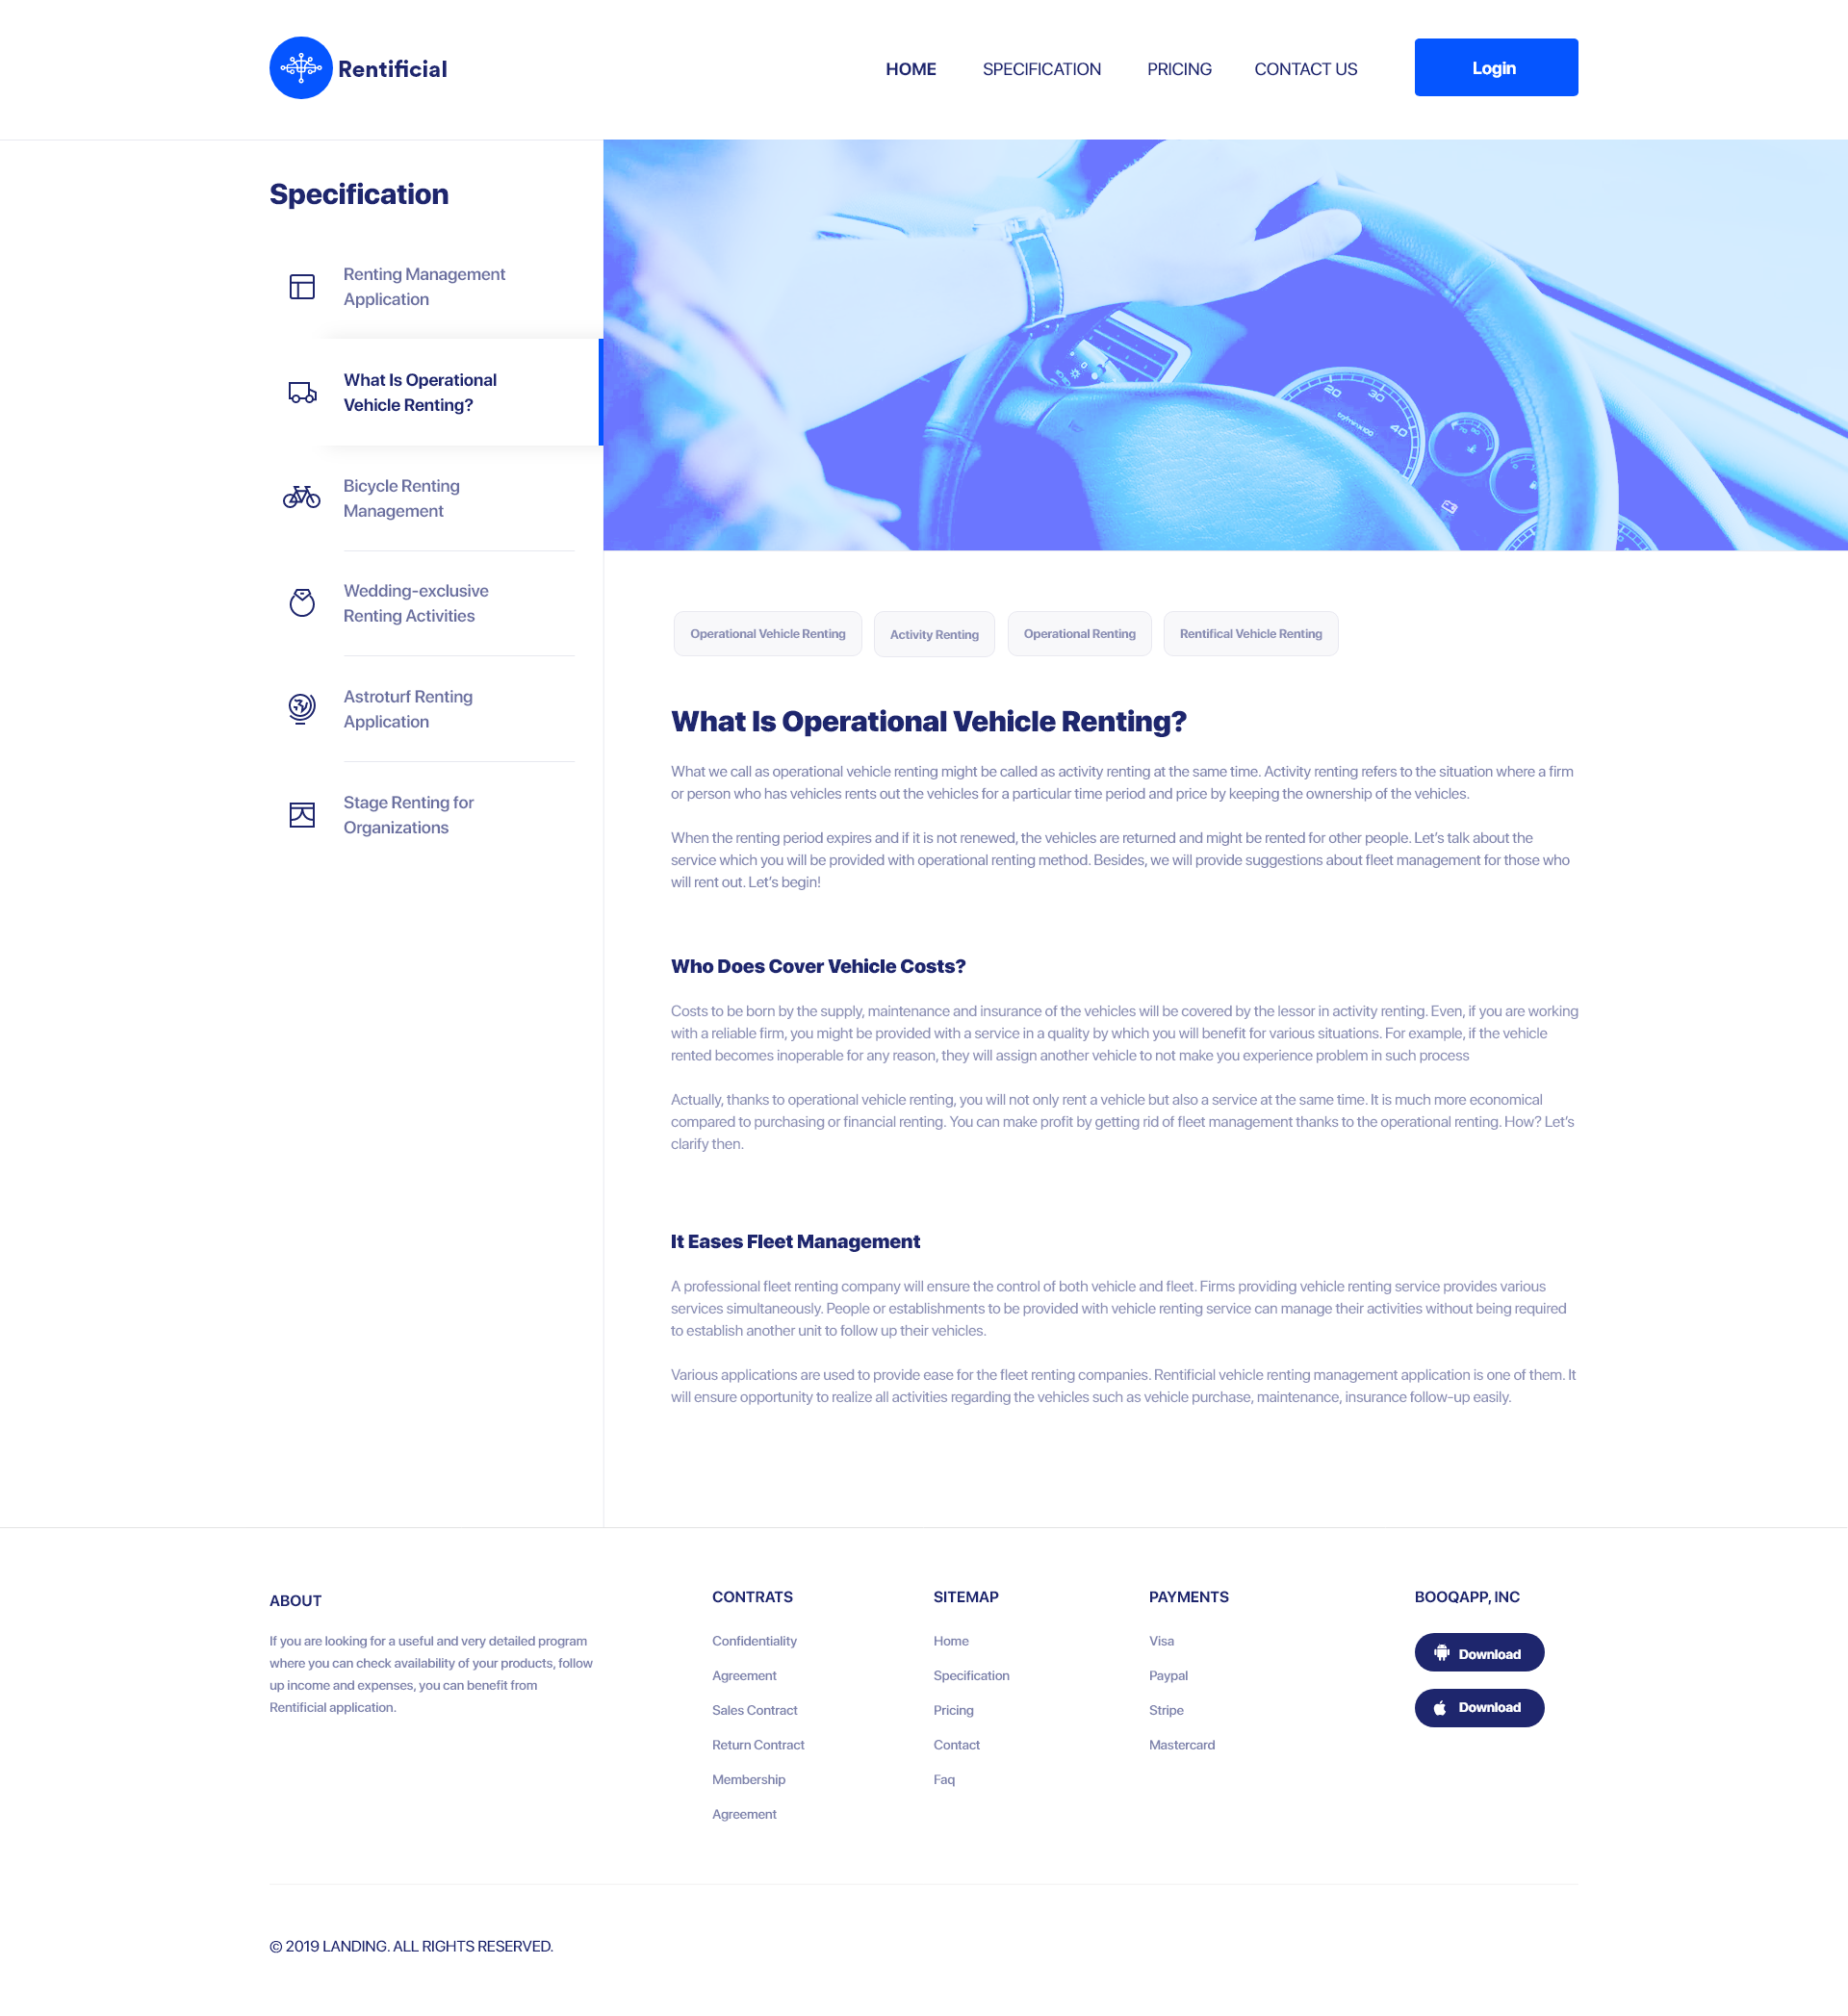 Rentificial
HOME
SPECIFICATION
PRICING
CONTACT US
Login
Specification
Renting Management
Application
What Is Operational
Vehicle Renting?
Bicycle Renting
Management
Wedding-exclusive
Renting Activities
Astroturf Renting
Application
Stage Renting for
Organizations
20
30
40
Operational Vehicle Renting
Activity Renting
Operational Renting
Rentifical Vehicle Renting
What Is Operational Vehicle Renting?
What we call as operational vehicle renting might be called as activity renting at the same time. Activity renting refers to the situation where a firm
or person who has vehicles rents out the vehicles for a particular time period and price by keeping the ownership of the vehicles.
When the renting period expires and if it is not renewed, the vehicles are returned and might be rented for other people. Let’s talk about the
service which you will be provided with operational renting method. Besides, we will provide suggestions about fleet management for those who
will rent out. Let’s begin!
Who Does Cover Vehicle Costs?
Costs to be born by the supply, maintenance and insurance of the vehicles will be covered by the lessor in activity renting. Even, if you are working
with a reliable firm, you might be provided with a service in a quality by which you will benefit for various situations. For example, if the vehicle
rented becomes inoperable for any reason, they will assign another vehicle to not make you experience problem in such process
Actually, thanks to operational vehicle renting, you will not only rent a vehicle but also a service at the same time. It is much more economical
compared to purchasing or financial renting. You can make profit by getting rid of fleet management thanks to the operational renting. How? Let’s
clarify then.
It Eases Fleet Management
A professional fleet renting company will ensure the control of both vehicle and fleet. Firms providing vehicle renting service provides various
services simultaneously. People or establishments to be provided with vehicle renting service can manage their activities without being required
to establish another unit to follow up their vehicles.
Various applications are used to provide ease for the fleet renting companies. Rentificial vehicle renting management application is one of them. It
will ensure opportunity to realize all activities regarding the vehicles such as vehicle purchase, maintenance, insurance follow-up easily.
ABOUT
If you are looking for a useful and very detailed program
where you can check availability of your products, follow
up income and expenses, you can benefit from
Rentificial application.
CONTRATS
Confidentiality
Agreement
Sales Contract
Return Contract
Membership
Agreement
SITEMAP
Home
Specification
Pricing
Contact
Faq
PAYMENTS
Visa
Paypal
Stripe
Mastercard
BOOQAPP, INC
Download
Download
© 2019 LANDING. ALL RIGHTS RESERVED.